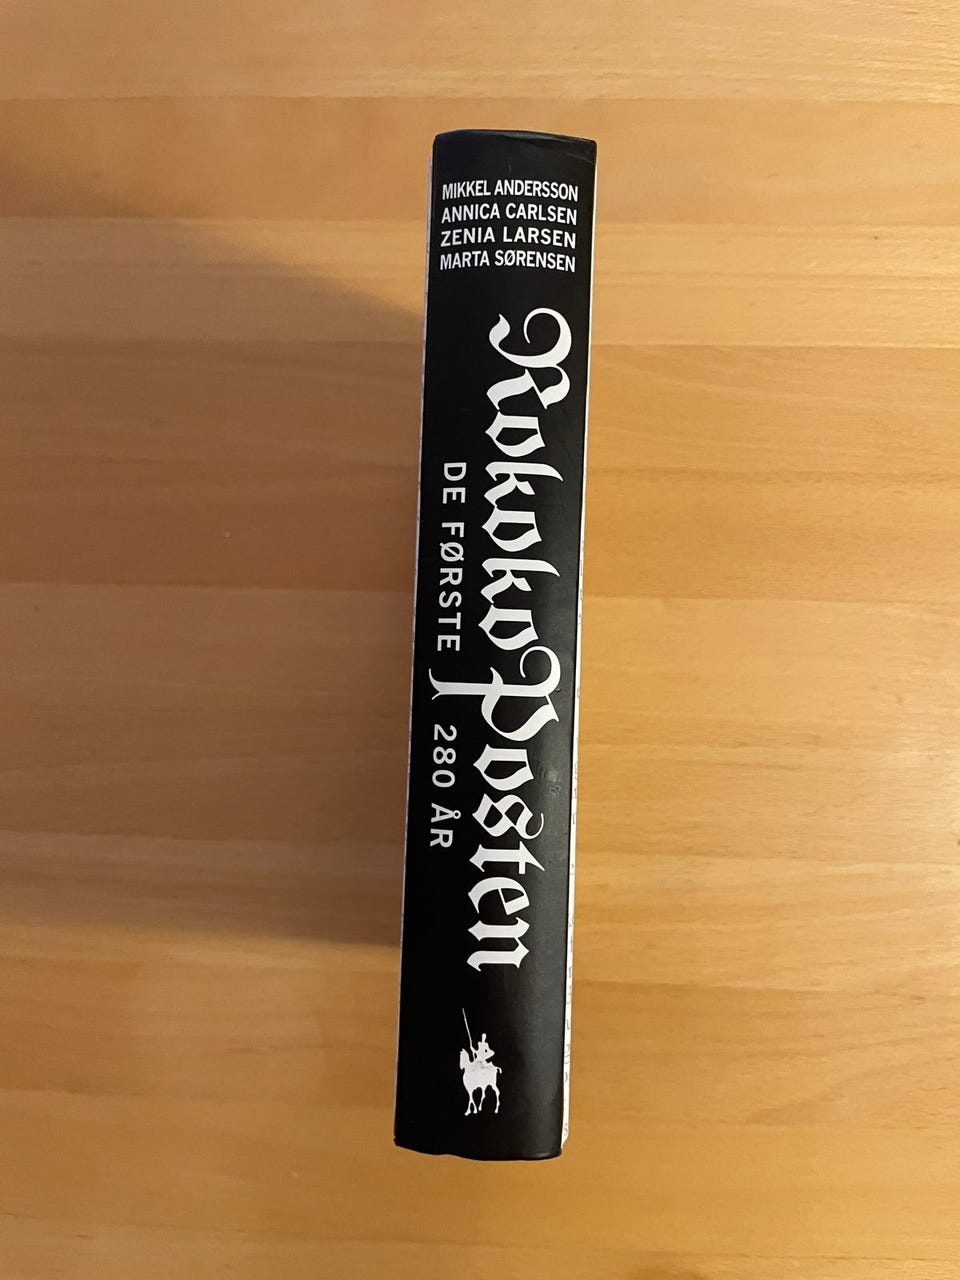 MIKKEL ANDERSSON
ANNICA CARLSEN
ZENIA LARSEN
MARTA SØRENSEN
RokokoPosten
DE FØRSTE 280 ÅR